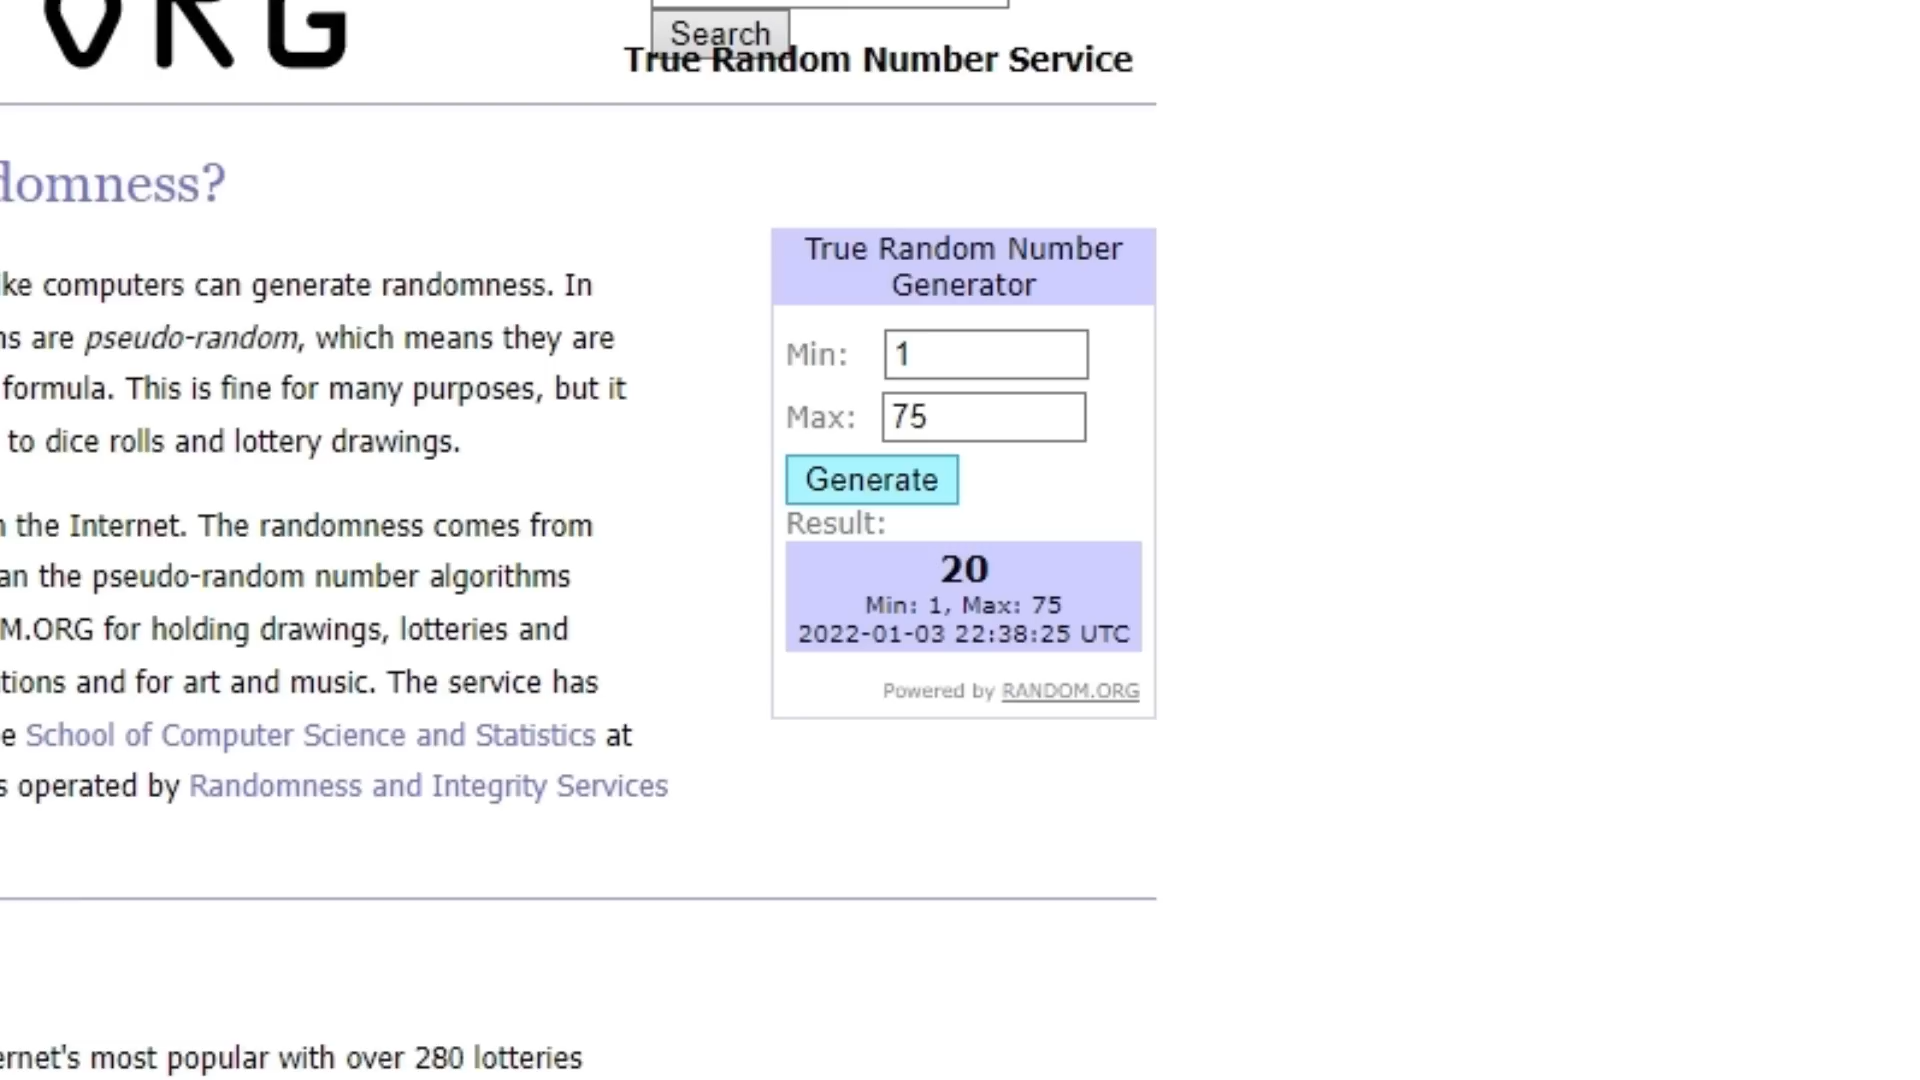 ORG
Search
True Random Number Service
domness?
ke computers can generate randomness. In
ns are pseudo-random, which means they are
formula. This is fine for many purposes, but it
to dice rolls and lottery drawings.
n the Internet. The randomness comes from
an the pseudo-random number algorithms
M.ORG for holding drawings, lotteries and
tions and for art and music. The service has
e School of Computer Science and Statistics at
s operated by Randomness and Integrity Services
True Random Number
Generator
Min: 1
Max: 75
Generate
Result:
20
Min: 1, Max: 75
2022-01-03 22:38:25 UTC
Powered by RANDOM.ORG
ernet's most popular with over 280 lotteries